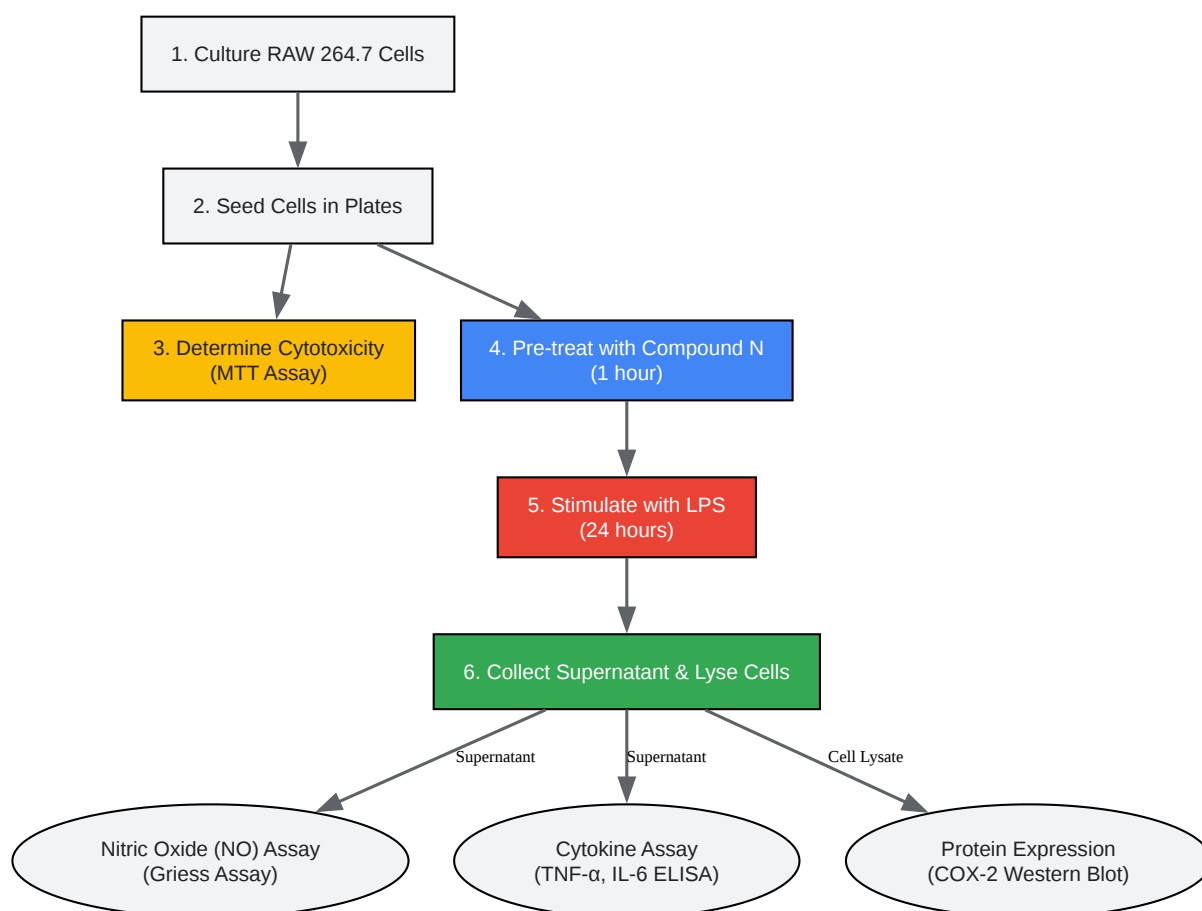 1. Culture RAW 264.7 Cells
2. Seed Cells in Plates
3. Determine Cytotoxicity
(MTT Assay)
4. Pre-treat with Compound N
(1 hour)
5. Stimulate with LPS
(24 hours)
6. Collect Supernatant & Lyse Cells
Supernatant
Supernatant
Cell Lysate
Nitric Oxide (NO) Assay
(Griess Assay)
Cytokine Assay
(TNF-α, IL-6 ELISA)
Protein Expression
(COX-2 Western Blot)